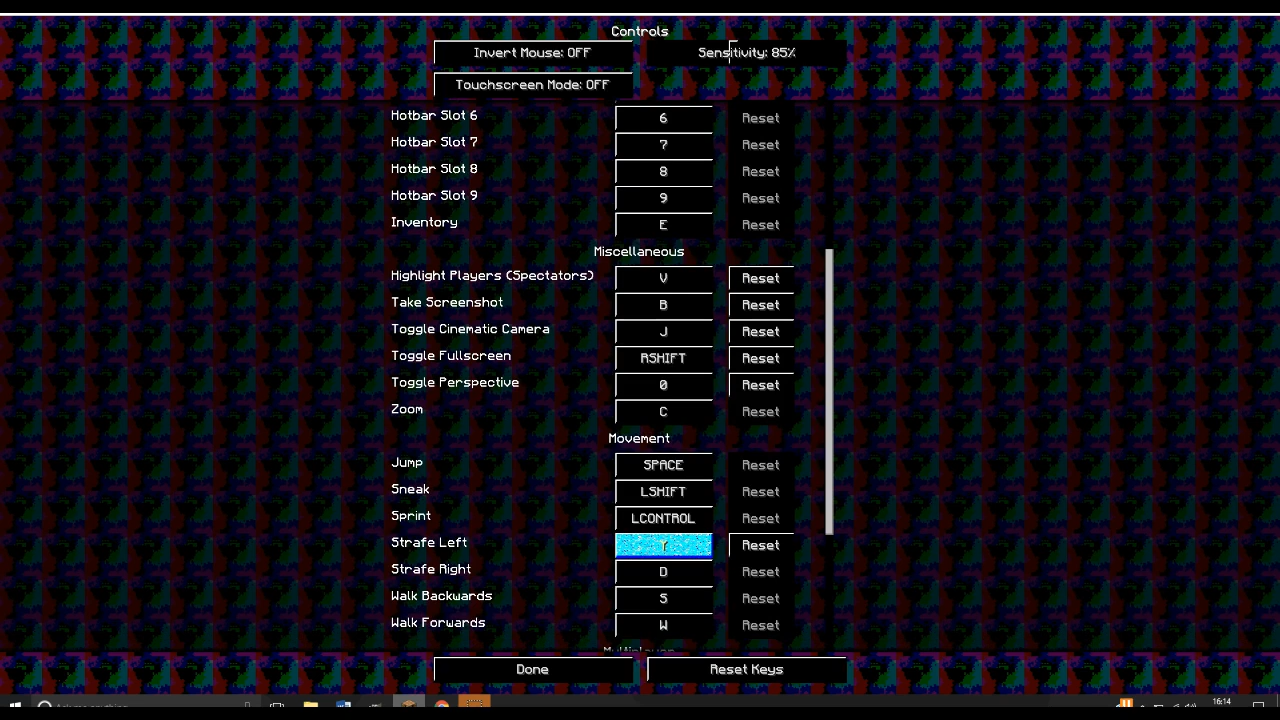 Controls
Invert Mouse: OFF Sensitivity: 85%
Touchscreen Mode: OFF
Hotbar Slot 6 6 Reset
Hotbar Slot 7 7 Reset
Hotbar Slot 8 8 Reset
Hotbar Slot 9 9 Reset
Inventory E Reset
Miscellaneous
Highlight Players (Spectators) V Reset
Take Screenshot B Reset
Toggle Cinematic Camera J Reset
Toggle Fullscreen RSHIFT Reset
Toggle Perspective 0 Reset
Zoom C Reset
Movement
Jump SPACE Reset
Sneak LSHIFT Reset
Sprint LCONTROL Reset
Strafe Left Y Reset
Strafe Right D Reset
Walk Backwards S Reset
Walk Forwards W Reset
Multiplayer
Done Reset Keys
Ask me anything 16:14